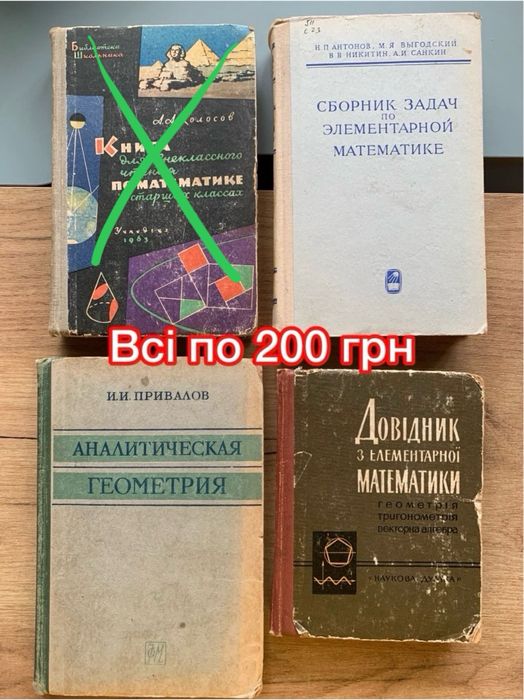 Библиотека
Школьника
А.А. Колосов
Книга
для внеклассного
чтения
по математике
в старших классах
Учпедгиз
1963
Н. П. АНТОНОВ, М. Я. ВЫГОДСКИЙ,
В. В. НИКИТИН, А. И. САНКИН
СБОРНИК ЗАДАЧ
ПО
ЭЛЕМЕНТАРНОЙ
МАТЕМАТИКЕ
Всі по 200 грн
И. И. ПРИВАЛОВ
АНАЛИТИЧЕСКАЯ
ГЕОМЕТРИЯ
ФМ
ДОВІДНИК
З ЕЛЕМЕНТАРНОЇ
МАТЕМАТИКИ
геометрія
тригонометрія
векторна алгебра
«НАУКОВА ДУМКА»